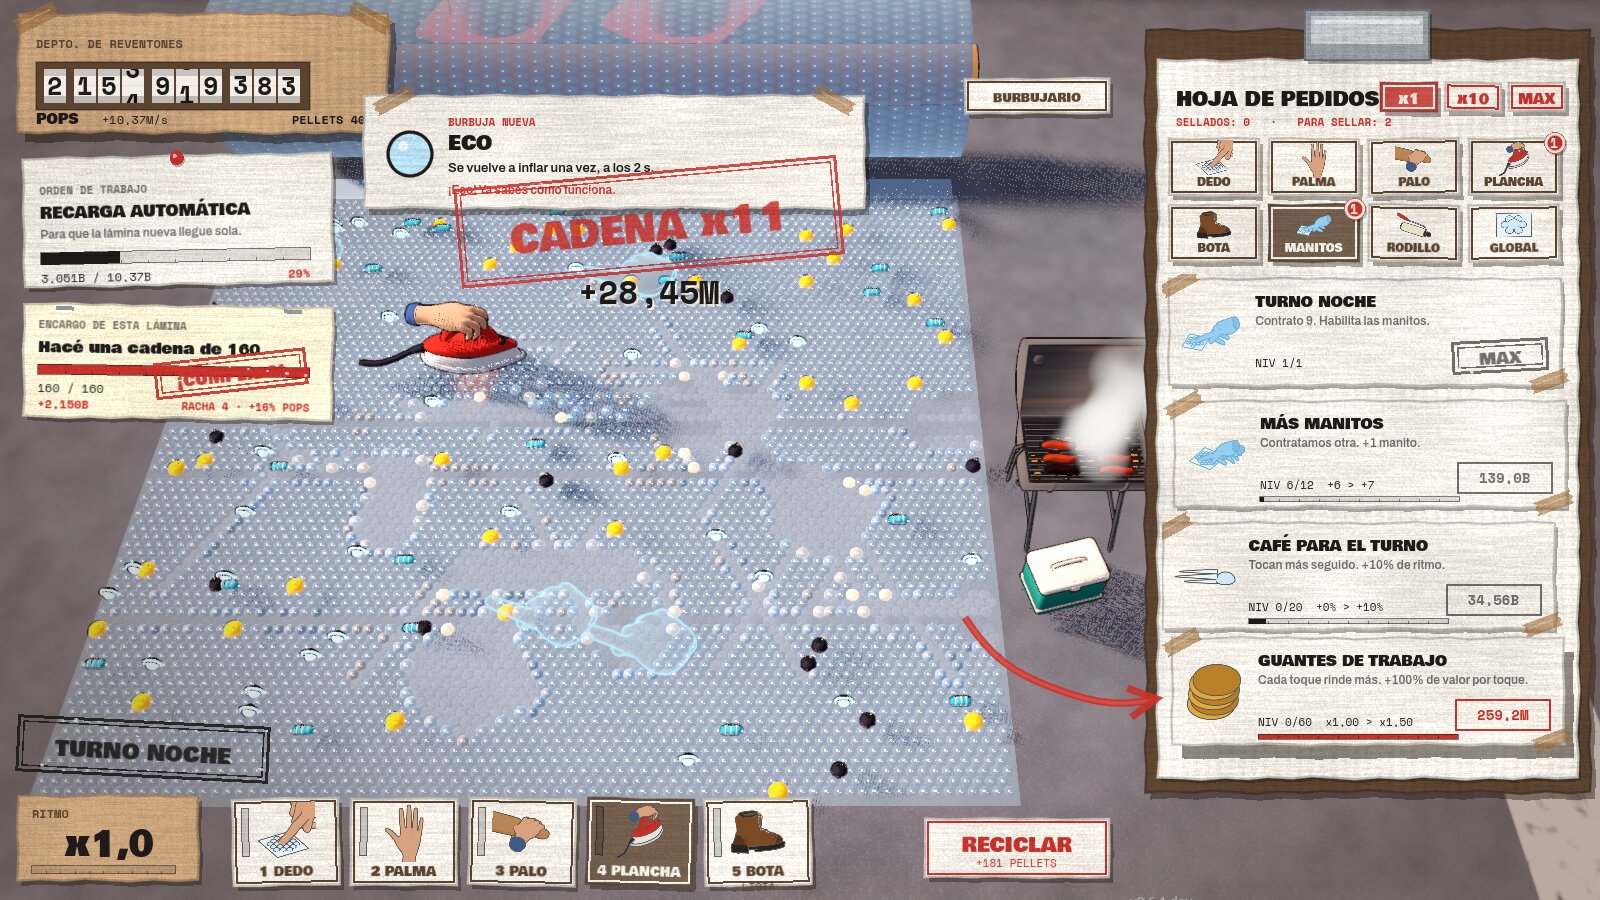 DEPTO. DE REVENTONES
POPS +10,37M/s PELLETS 40
ORDEN DE TRABAJO
RECARGA AUTOMÁTICA
Para que la lámina nueva llegue sola.
3,051B / 10,37B 29%
ENCARGO DE ESTA LÁMINA
Hacé una cadena de 160
160 / 160
+2,150B RACHA 4 · +16% POPS
BURBUJA NUEVA
ECO
Se vuelve a inflar una vez, a los 2 s.
¡Eco! Ya sabés cómo funciona.
CADENA x11
+28,45M
BURBUJARIO
HOJA DE PEDIDOS x1 x10 MAX
SELLADOS: 0 · PARA SELLAR: 2
DEDO PALMA PALO PLANCHA 1
BOTA MANITOS 1 RODILLO GLOBAL
TURNO NOCHE
Contrato 9. Habilita las manitos.
NIV 1/1 MAX
MÁS MANITOS
Contratamos otra. +1 manito.
NIV 6/12 +6 > +7 139,0B
CAFÉ PARA EL TURNO
Tocan más seguido. +10% de ritmo.
NIV 0/20 +0% > +10% 34,56B
GUANTES DE TRABAJO
Cada toque rinde más. +100% de valor por toque.
NIV 0/60 x1,00 > x1,50 259,2M
TURNO NOCHE
RITMO
x1,0
1 DEDO 2 PALMA 3 PALO 4 PLANCHA 5 BOTA
RECICLAR
+181 PELLETS